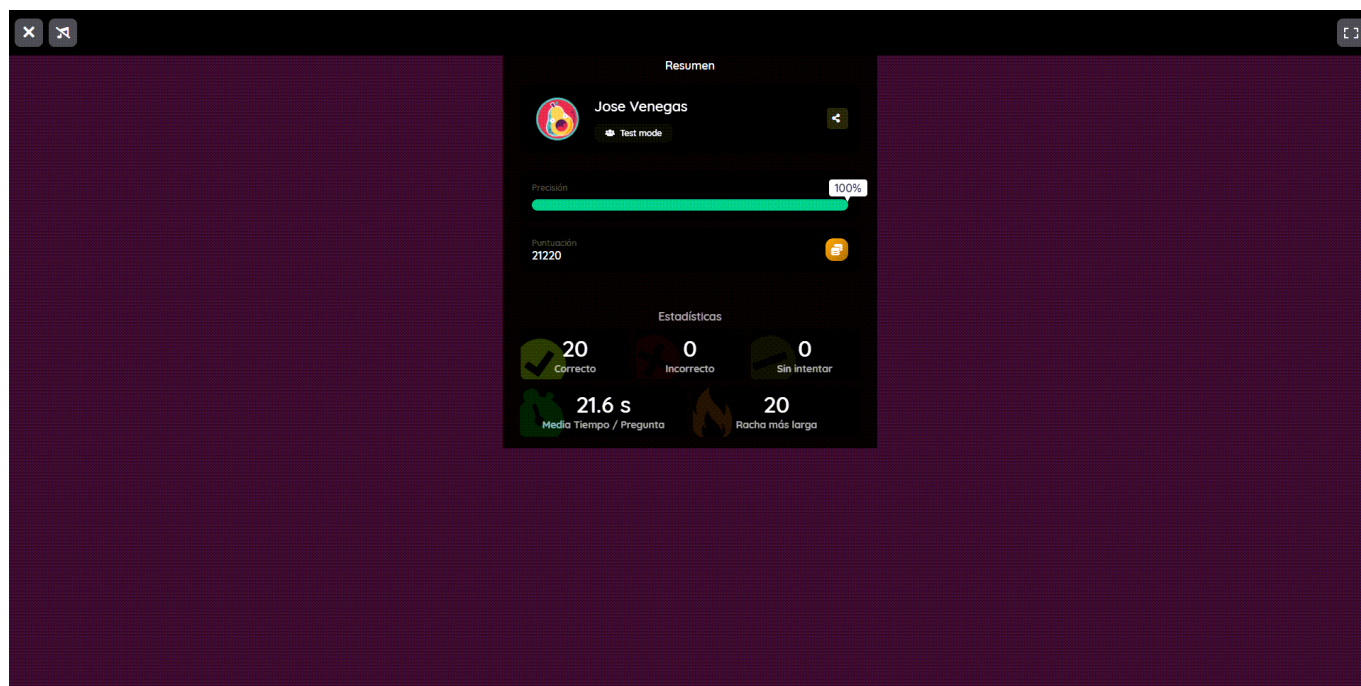 Resumen
Jose Venegas
Test mode
Precisión
100%
Puntuación
21220
Estadísticas
20
Correcto
0
Incorrecto
0
Sin intentar
21.6 s
Media Tiempo / Pregunta
20
Racha más larga